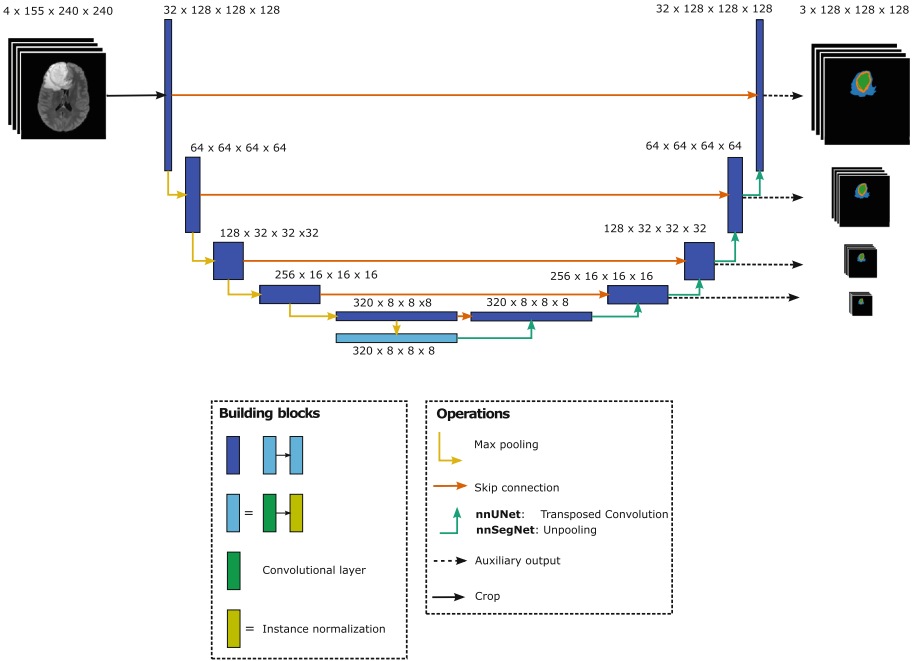 4 x 155 x 240 x 240
32 x 128 x 128 x 128
32 x 128 x 128 x 128
3 x 128 x 128 x 128
64 x 64 x 64 x 64
64 x 64 x 64 x 64
128 x 32 x 32 x32
128 x 32 x 32 x 32
256 x 16 x 16 x 16
256 x 16 x 16 x 16
320 x 8 x 8 x8
320 x 8 x 8 x 8
320 x 8 x 8 x 8
Building blocks
=
Convolutional layer
= Instance normalization
Operations
Max pooling
Skip connection
nnUNet: Transposed Convolution
nnSegNet: Unpooling
Auxiliary output
Crop